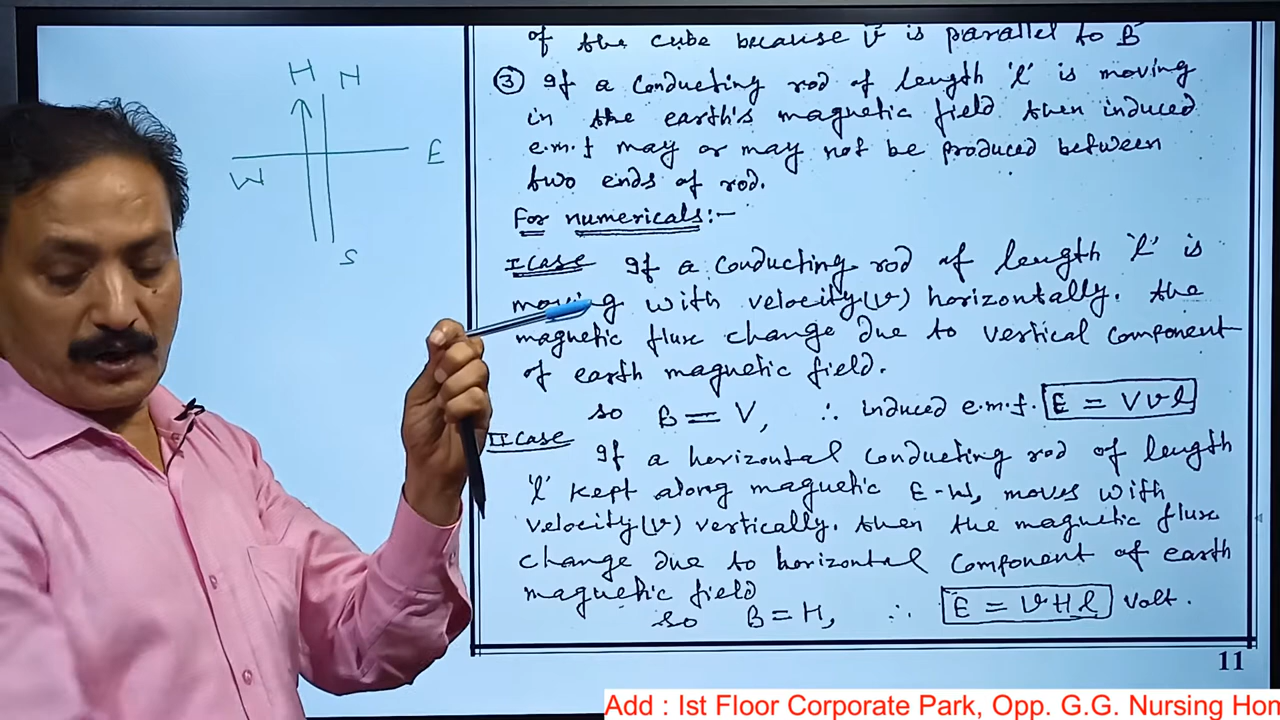 H N
W E
S
of the cube because v̄ is parallel to B̄
③ If a conducting rod of length 'l' is moving
in the earth's magnetic field then induced
e.m.f may or may not be produced between
two ends of rod.
For numericals:-
I case If a conducting rod of length 'l' is
moving with velocity(v) horizontally. the
magnetic flux change due to vertical component
of earth magnetic field.
so B = V, ∴ induced e.m.f. E = Vvl
II case
If a horizontal conducting rod of length
'l' kept along magnetic E-W, moves with
velocity(v) vertically. then the magnetic flux
change due to horizontal component of earth
magnetic field
so B = H, ∴ E = vHl volt.
11
Add : Ist Floor Corporate Park, Opp. G.G. Nursing Hon